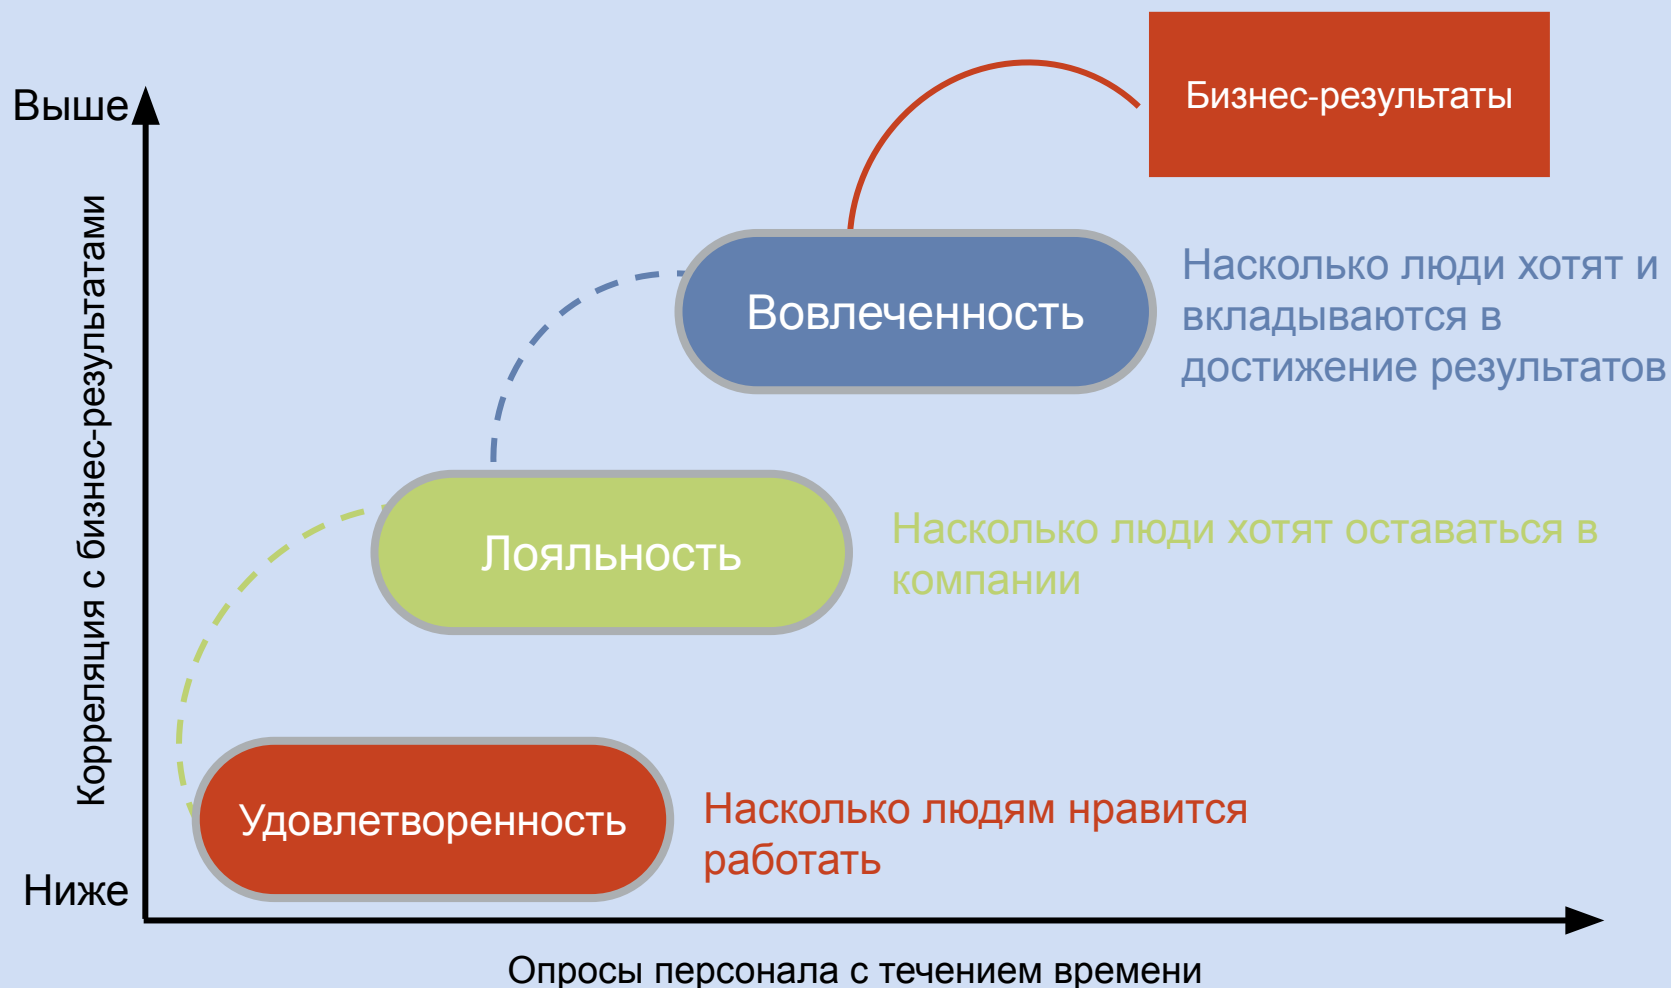 Бизнес-результаты
Выше
Корреляция с бизнес-результатами
Вовлеченность
Насколько люди хотят и
вкладываются в
достижение результатов
Лояльность
Насколько люди хотят оставаться в
компании
Удовлетворенность
Насколько людям нравится
работать
Ниже
Опросы персонала с течением времени